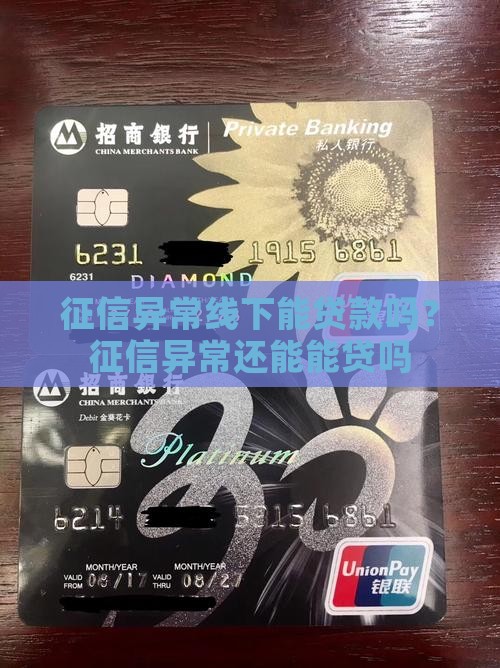 招商銀行 Private Banking
CHINA MERCHANTS BANK 私人银行
6231 1915 6861
6231
DIAMOND
征信异常线下能贷款吗？
征信异常还能能贷吗
招商銀行
CHINA MERCHANTS BANK
Debit 金葵花卡
Platinum
6214 5315 6861
MONTH/YEAR MONTH/YEAR
VALID FROM 08/17 VALID THRU 08/27
UnionPay
银联